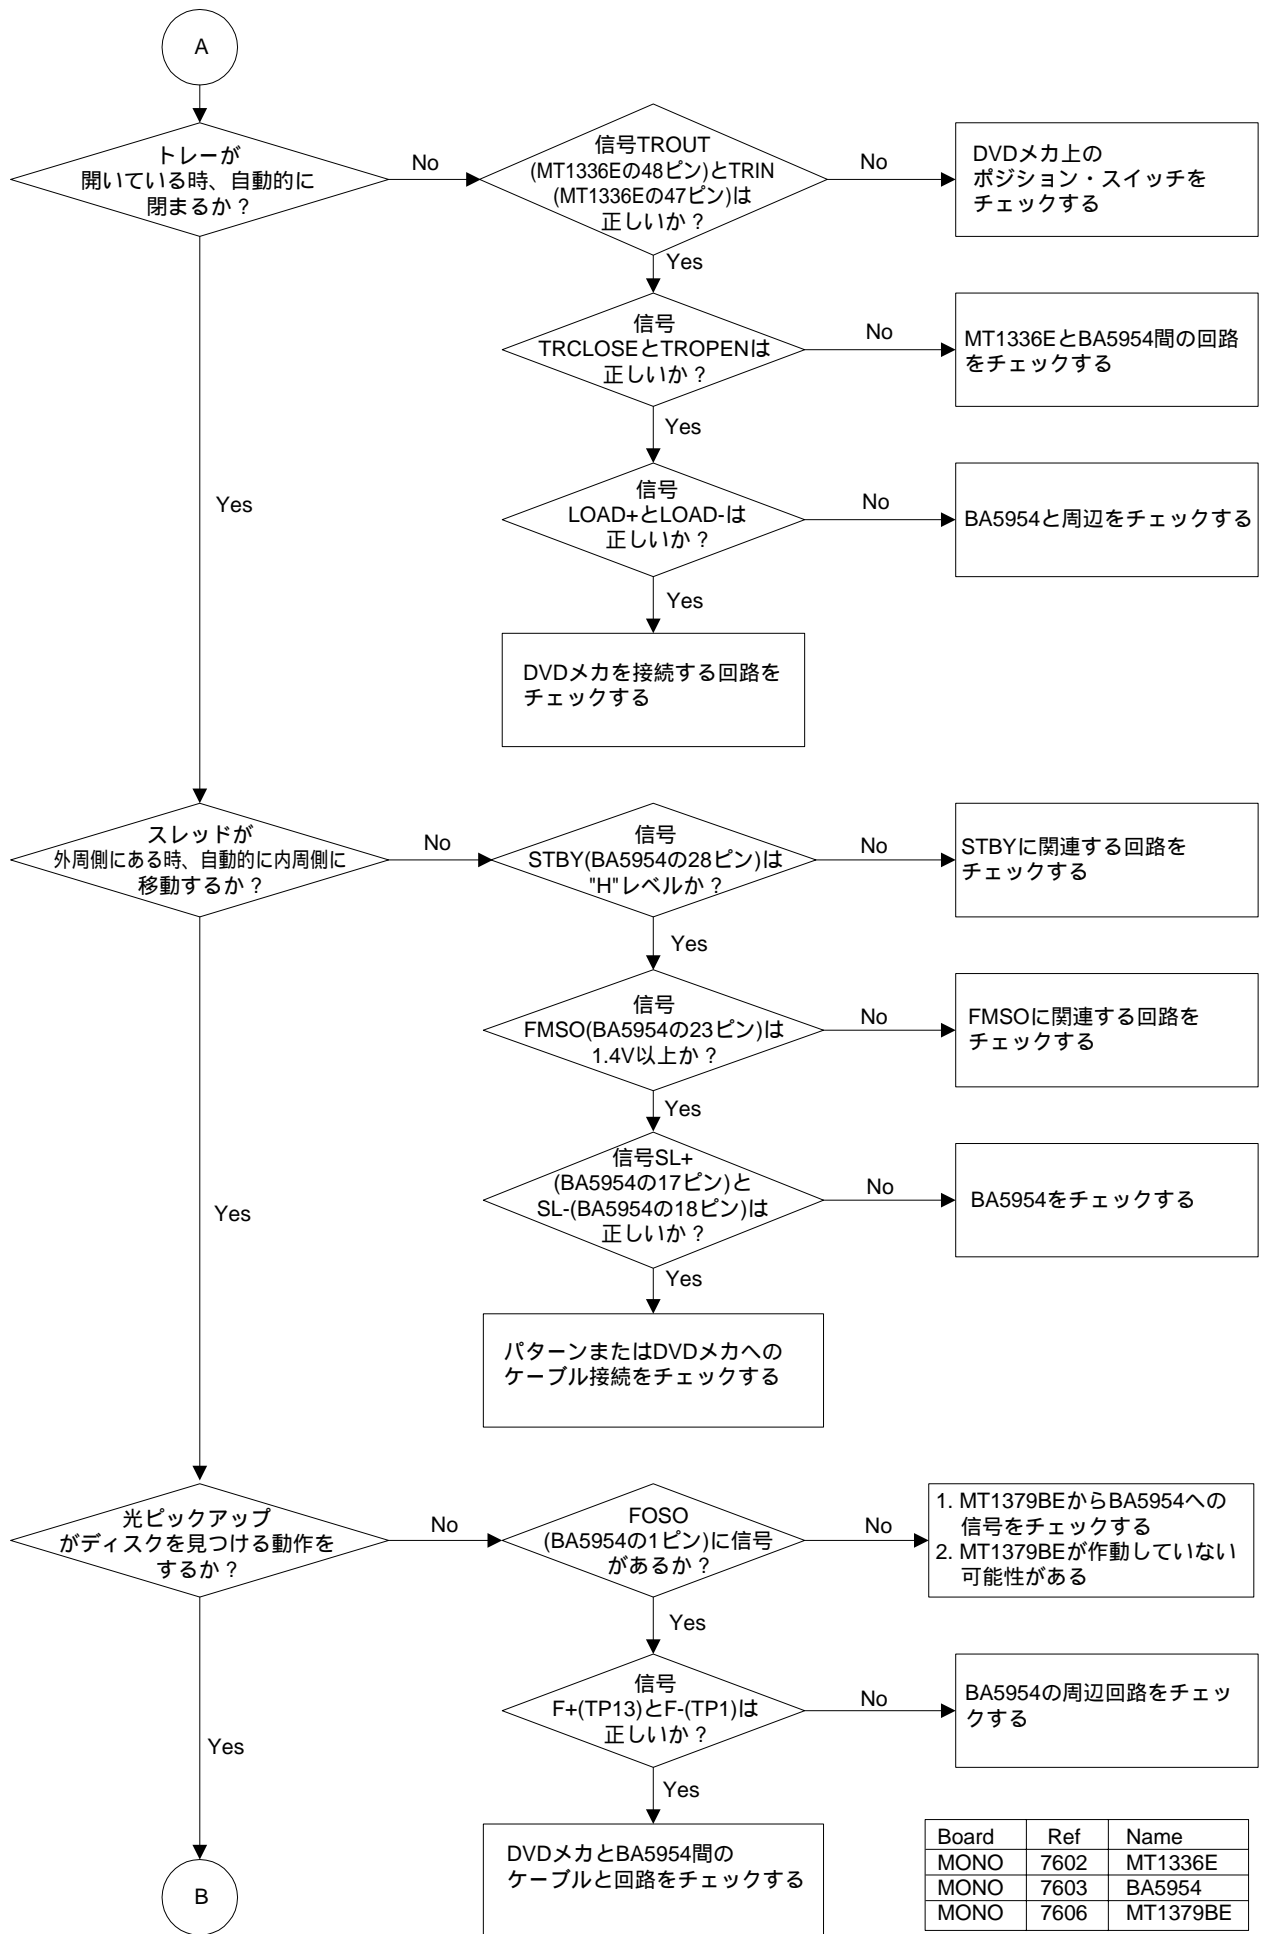 A
トレーが
開いている時、自動的に
閉まるか？
No
信号TROUT
(MT1336Eの48ピン)とTRIN
(MT1336Eの47ピン)は
正しいか？
No
DVDメカ上の
ポジション・スイッチを
チェックする
Yes
信号
TRCLOSEとTROPENは
正しいか？
No
MT1336EとBA5954間の回路
をチェックする
Yes
信号
LOAD+とLOAD-は
正しいか？
No
BA5954と周辺をチェックする
Yes
Yes
DVDメカを接続する回路を
チェックする
スレッドが
外周側にある時、自動的に内周側に
移動するか？
No
信号
STBY(BA5954の28ピン)は
"H"レベルか？
No
STBYに関連する回路を
チェックする
Yes
信号
FMSO(BA5954の23ピン)は
1.4V以上か？
No
FMSOに関連する回路を
チェックする
Yes
信号SL+
(BA5954の17ピン)と
SL-(BA5954の18ピン)は
正しいか？
No
BA5954をチェックする
Yes
Yes
パターンまたはDVDメカへの
ケーブル接続をチェックする
光ピックアップ
がディスクを見つける動作を
するか？
No
FOSO
(BA5954の1ピン)に信号
があるか？
No
1. MT1379BEからBA5954への
信号をチェックする
2. MT1379BEが作動していない
可能性がある
Yes
信号
F+(TP13)とF-(TP1)は
正しいか？
No
BA5954の周辺回路をチェッ
クする
Yes
Yes
DVDメカとBA5954間の
ケーブルと回路をチェックする
B
Board Ref Name
MONO 7602 MT1336E
MONO 7603 BA5954
MONO 7606 MT1379BE